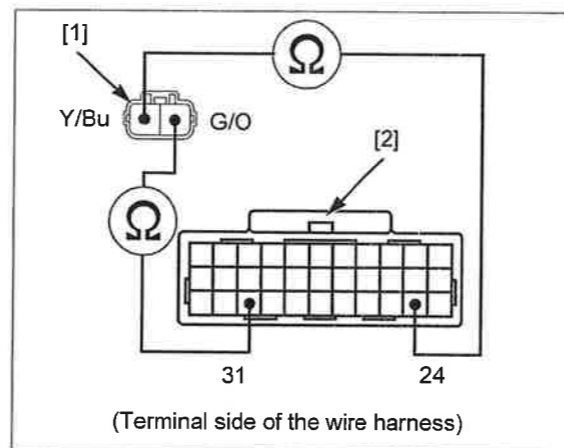 [1]
Ω
Y/Bu
G/O
[2]
Ω
31
24
(Terminal side of the wire harness)